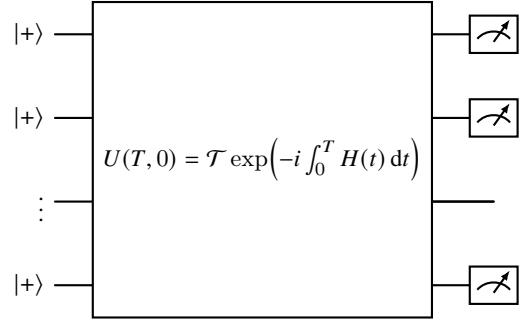 |+⟩
|+⟩
U(T, 0) = 𝒯 exp(−i ∫₀ᵀ H(t) dt)
⋮
|+⟩